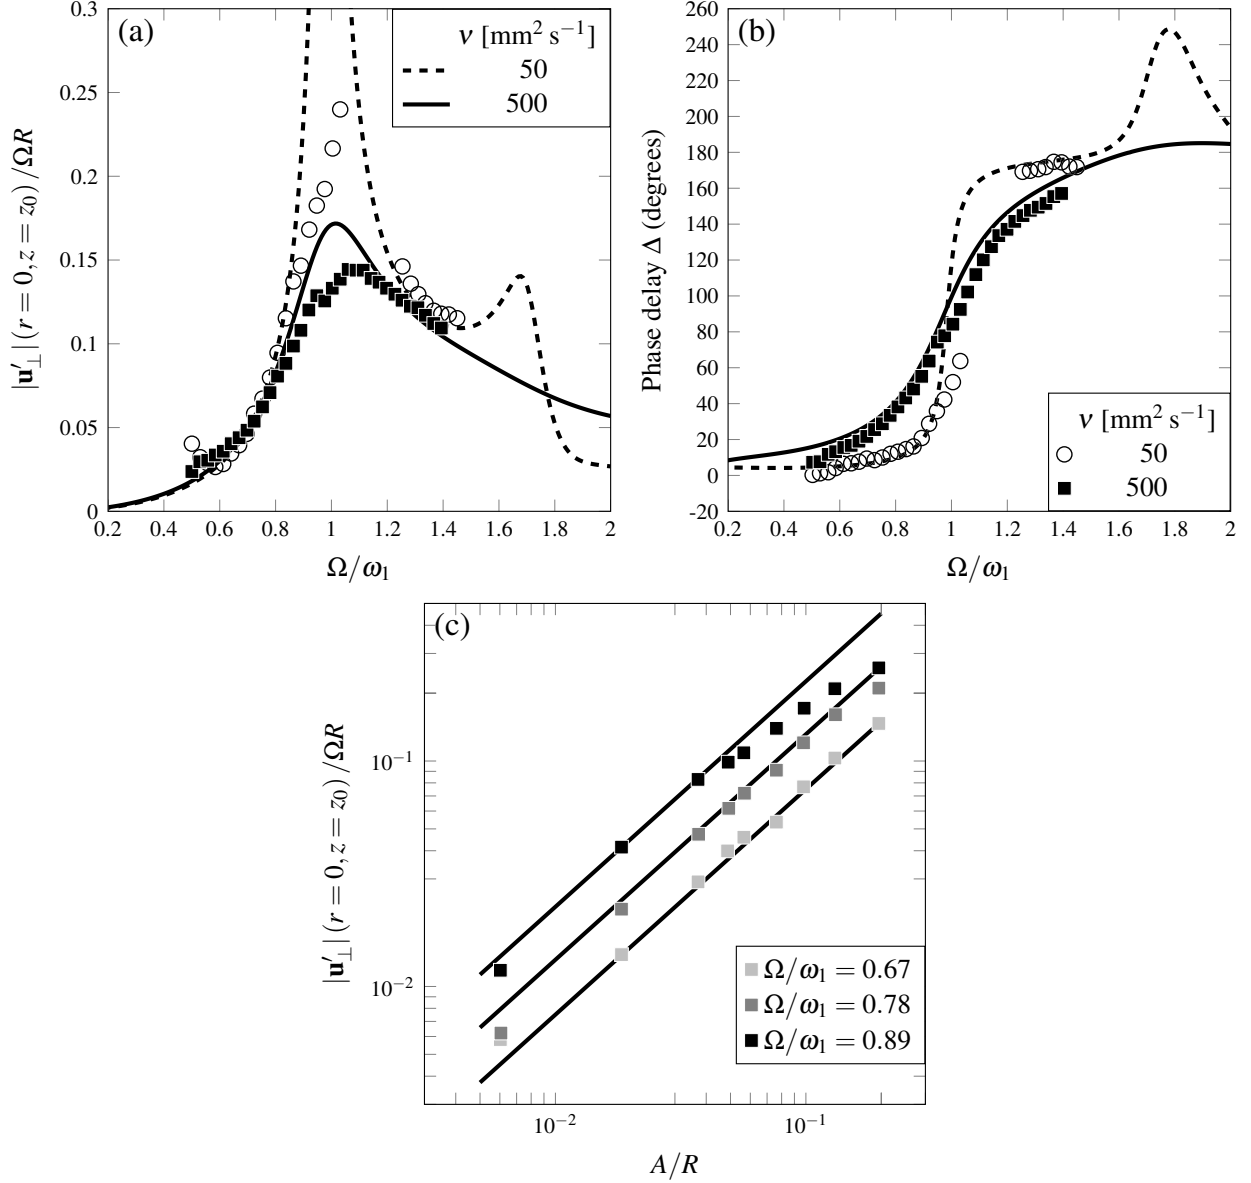 (a)
ν [mm² s⁻¹]
50
500
0.3
0.25
0.2
0.15
0.1
0.05
0
0.2 0.4 0.6 0.8 1 1.2 1.4 1.6 1.8 2
Ω/ω₁
|u′⊥|(r = 0, z = z₀)/ΩR
(b)
260
240
220
200
180
160
140
120
100
80
60
40
20
0
-20
0.2 0.4 0.6 0.8 1 1.2 1.4 1.6 1.8 2
Ω/ω₁
Phase delay Δ (degrees)
ν [mm² s⁻¹]
50
500
(c)
10⁻¹
10⁻²
10⁻² 10⁻¹
A/R
|u′⊥|(r = 0, z = z₀)/ΩR
Ω/ω₁ = 0.67
Ω/ω₁ = 0.78
Ω/ω₁ = 0.89